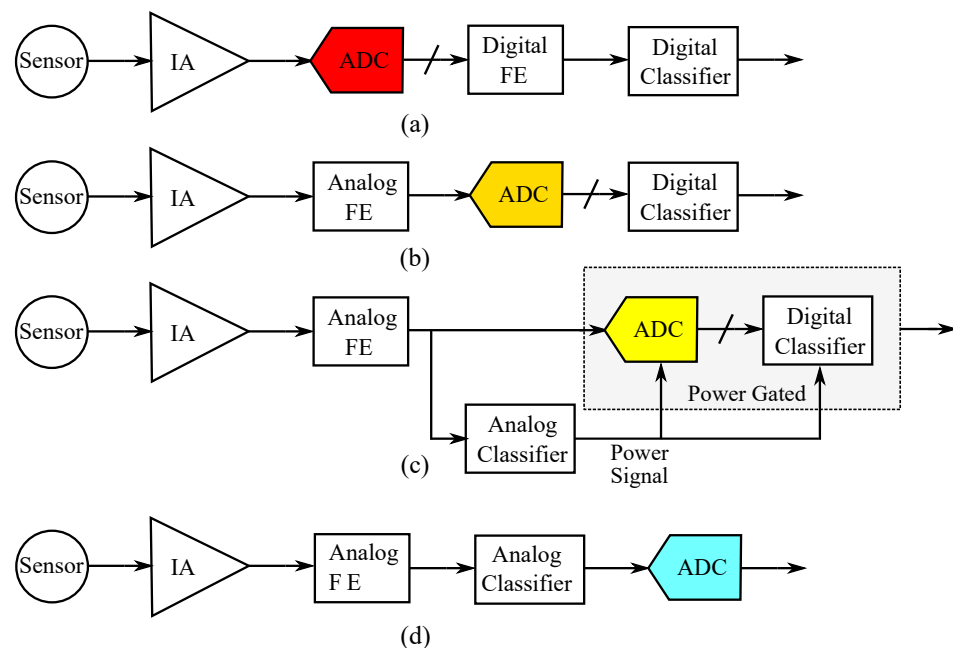 Sensor
IA
ADC
Digital
FE
Digital
Classifier
(a)
Sensor
IA
Analog
FE
ADC
Digital
Classifier
(b)
Sensor
IA
Analog
FE
ADC
Digital
Classifier
Power Gated
Analog
Classifier
Power
Signal
(c)
Sensor
IA
Analog
F E
Analog
Classifier
ADC
(d)